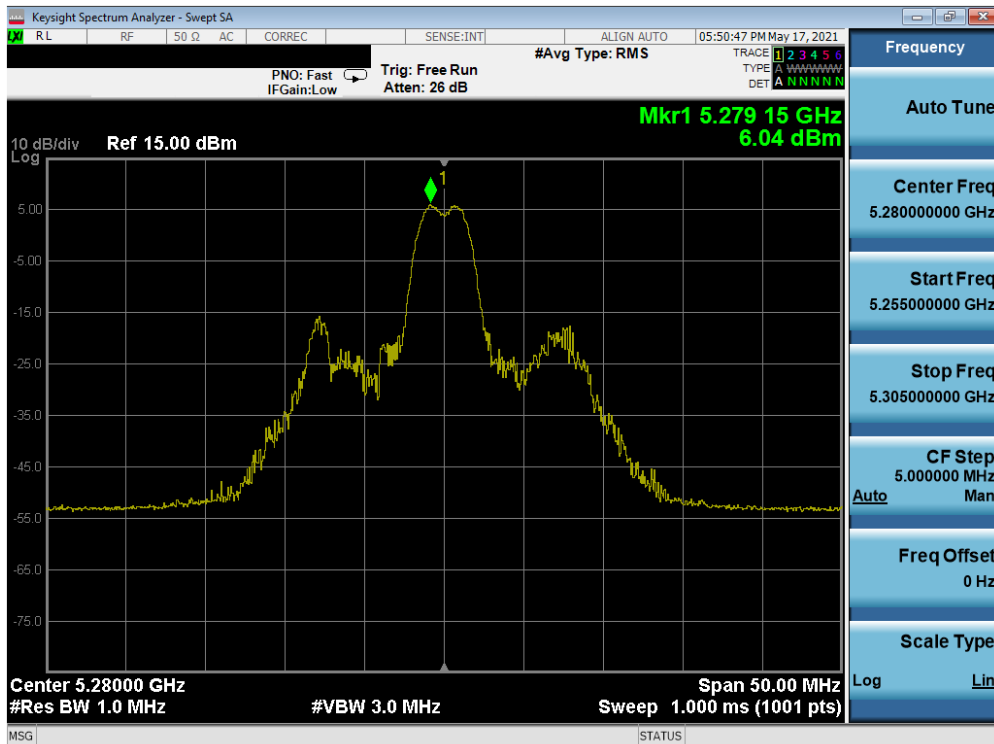 Keysight Spectrum Analyzer - Swept SA
LXI RL RF 50 Ω AC CORREC SENSE:INT ALIGN AUTO 05:50:47 PM May 17, 2021
#Avg Type: RMS
TRACE 1 2 3 4 5 6
TYPE A WWWWW
DET A N N N N N
PNO: Fast
IFGain:Low
Trig: Free Run
Atten: 26 dB
Mkr1 5.279 15 GHz
6.04 dBm
10 dB/div
Log
Ref 15.00 dBm
1
5.00
-5.00
-15.0
-25.0
-35.0
-45.0
-55.0
-65.0
-75.0
Center 5.28000 GHz
Span 50.00 MHz
#Res BW 1.0 MHz
#VBW 3.0 MHz
Sweep 1.000 ms (1001 pts)
MSG
STATUS
Frequency
Auto Tune
Center Freq
5.280000000 GHz
Start Freq
5.255000000 GHz
Stop Freq
5.305000000 GHz
CF Step
5.000000 MHz
Auto Man
Freq Offset
0 Hz
Scale Type
Log Lin